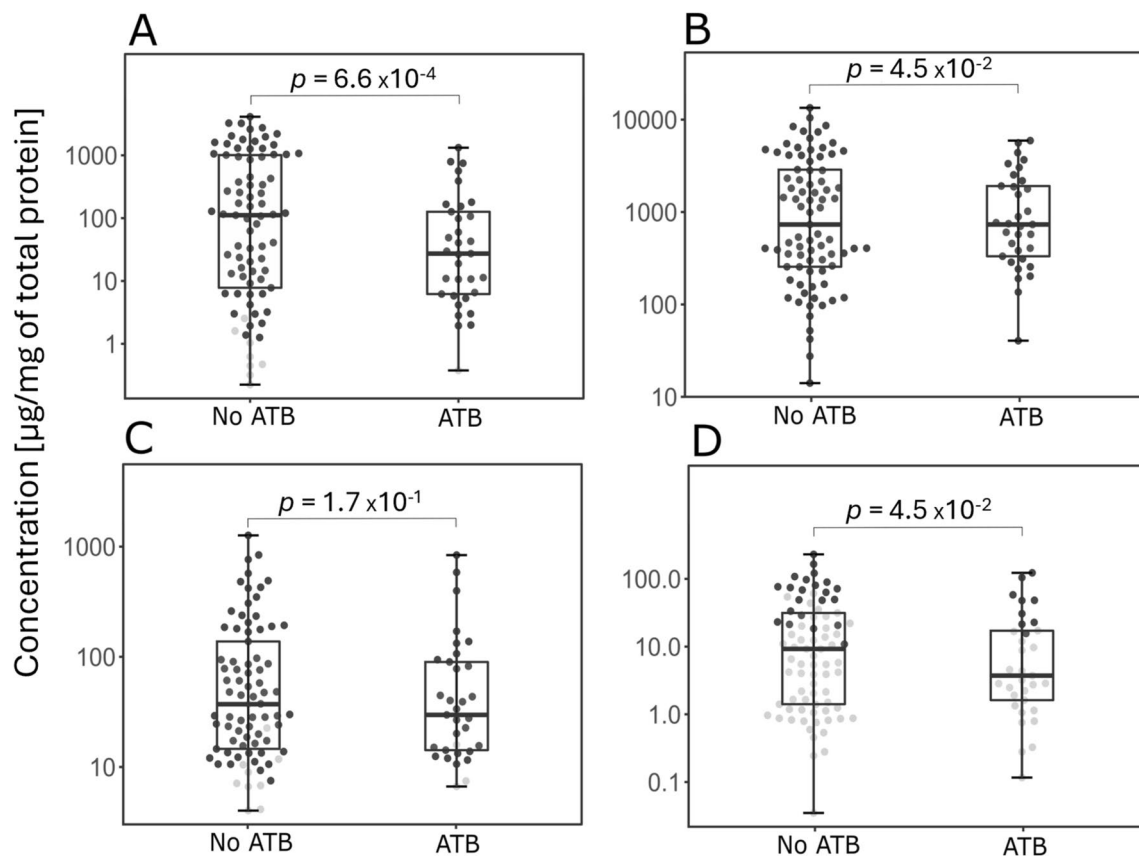 Concentration [µg/mg of total protein]
A
p = 6.6 x10-4
1000
100
10
1
No ATB
ATB
B
p = 4.5 x10-2
10000
1000
100
10
No ATB
ATB
C
p = 1.7 x10-1
1000
100
10
No ATB
ATB
D
p = 4.5 x10-2
100.0
10.0
1.0
0.1
No ATB
ATB